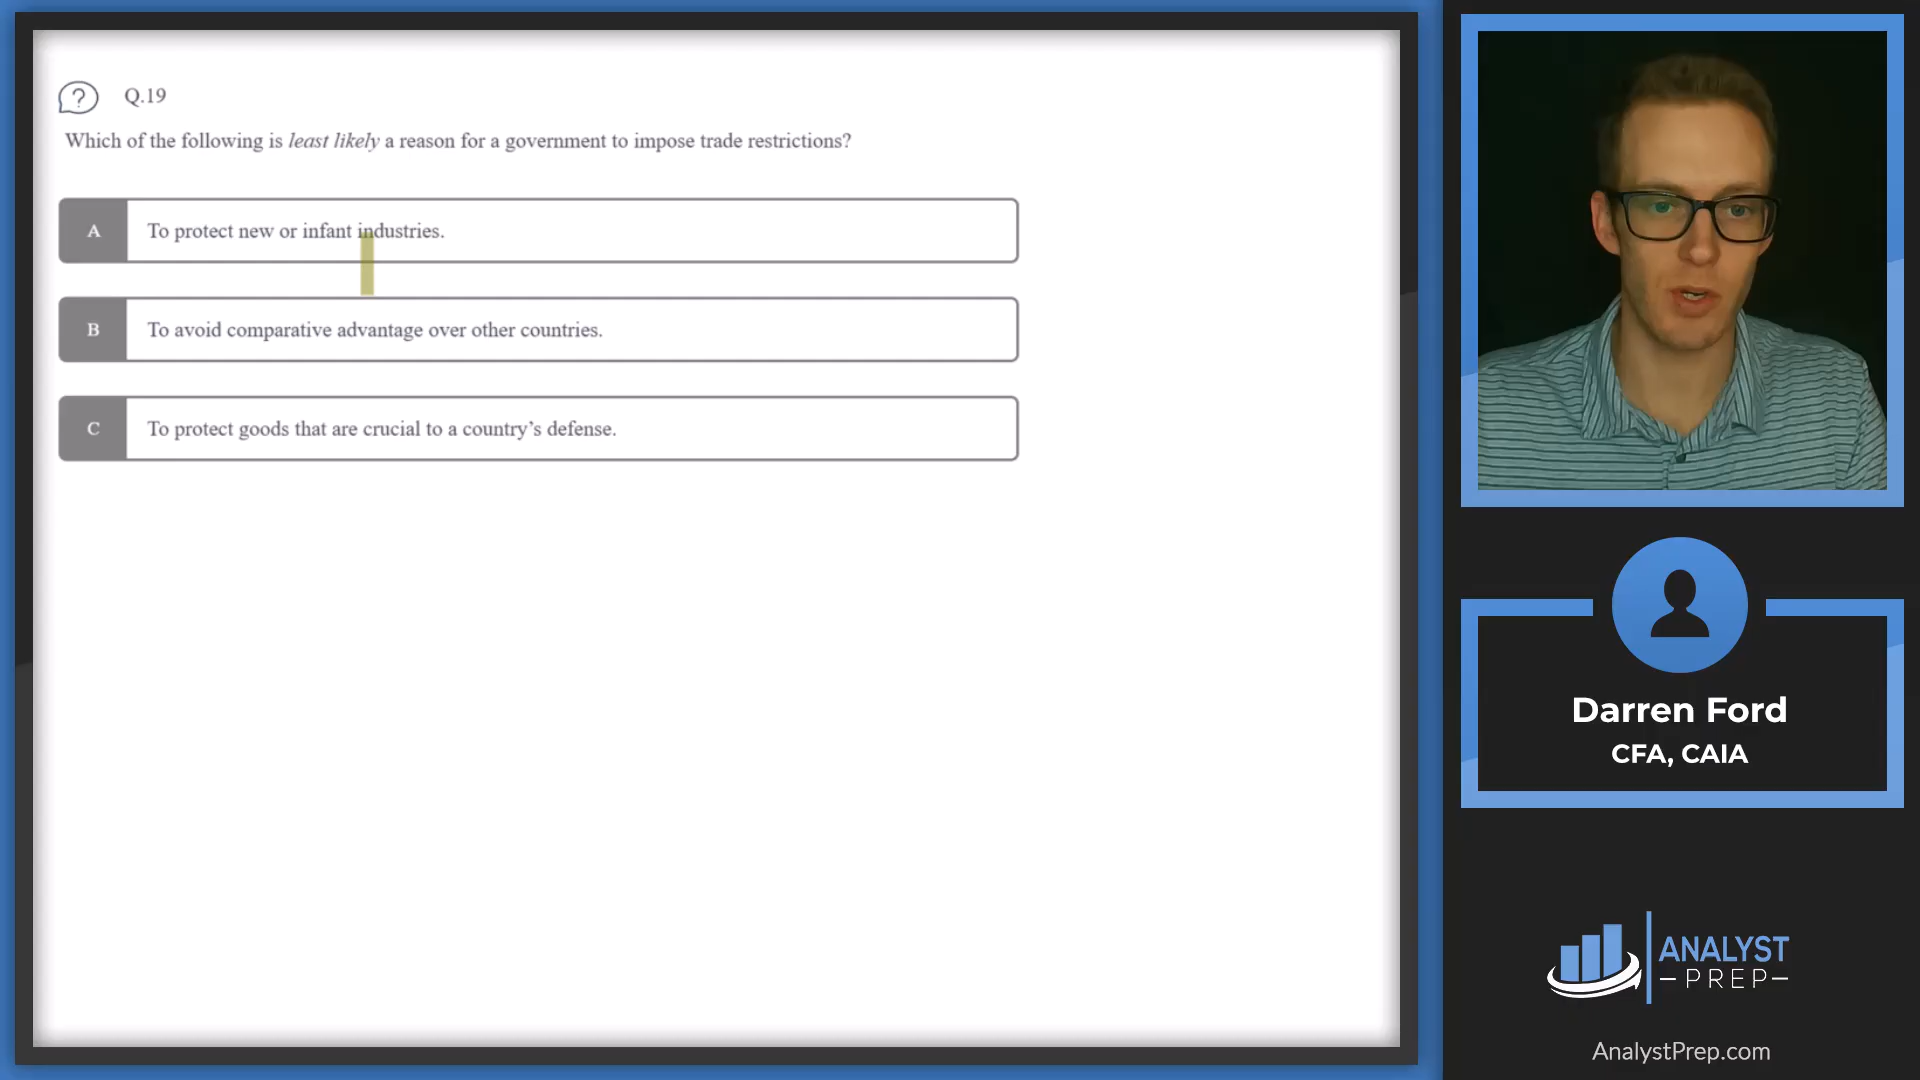 ?
Q.19
Which of the following is least likely a reason for a government to impose trade restrictions?
A
To protect new or infant industries.
B
To avoid comparative advantage over other countries.
C
To protect goods that are crucial to a country’s defense.
Darren Ford
CFA, CAIA
ANALYST
PREP
AnalystPrep.com